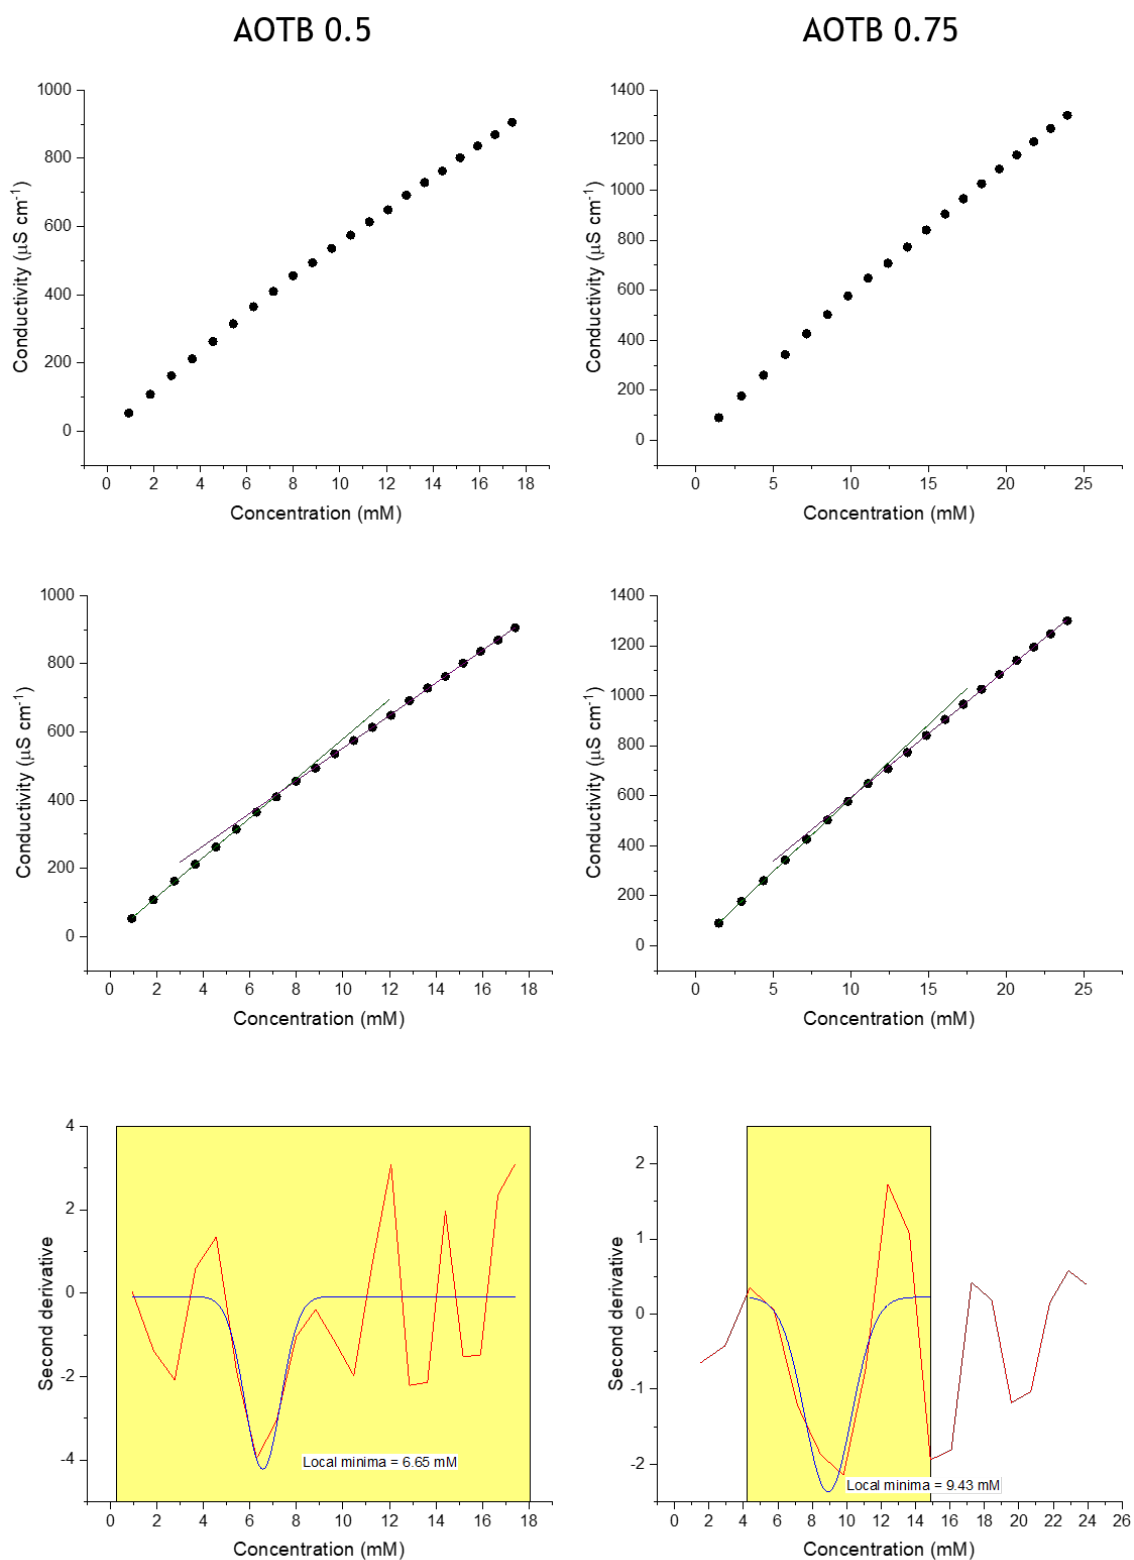 AOTB 0.5
1000
800
600
400
200
0
Conductivity (μS cm⁻¹)
0 2 4 6 8 10 12 14 16 18
Concentration (mM)
AOTB 0.75
1400
1200
1000
800
600
400
200
0
Conductivity (μS cm⁻¹)
0 5 10 15 20 25
Concentration (mM)
1000
800
600
400
200
0
Conductivity (μS cm⁻¹)
0 2 4 6 8 10 12 14 16 18
Concentration (mM)
1400
1200
1000
800
600
400
200
0
Conductivity (μS cm⁻¹)
0 5 10 15 20 25
Concentration (mM)
4
2
0
-2
-4
Second derivative
Local minima = 6.65 mM
0 2 4 6 8 10 12 14 16 18
Concentration (mM)
2
1
0
-1
-2
Second derivative
Local minima = 9.43 mM
0 2 4 6 8 10 12 14 16 18 20 22 24 26
Concentration (mM)